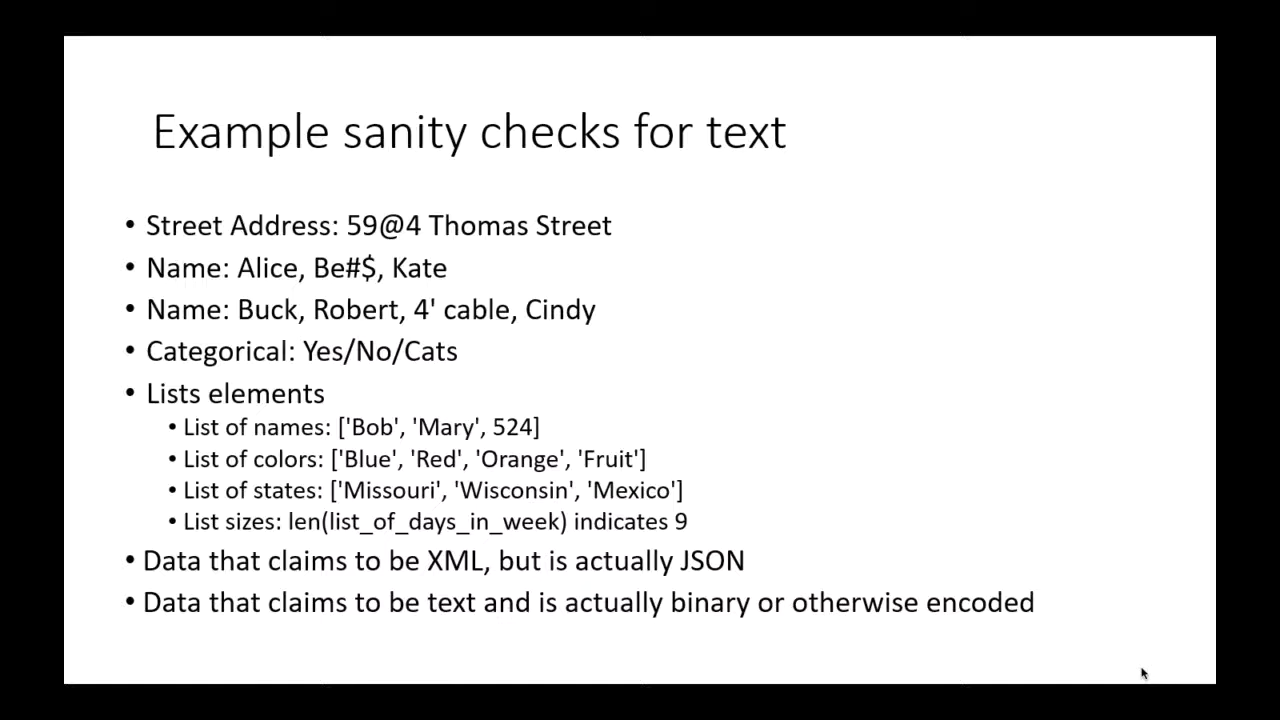 Example sanity checks for text
• Street Address: 59@4 Thomas Street
• Name: Alice, Be#$, Kate
• Name: Buck, Robert, 4' cable, Cindy
• Categorical: Yes/No/Cats
• Lists elements
• List of names: ['Bob', 'Mary', 524]
• List of colors: ['Blue', 'Red', 'Orange', 'Fruit']
• List of states: ['Missouri', 'Wisconsin', 'Mexico']
• List sizes: len(list_of_days_in_week) indicates 9
• Data that claims to be XML, but is actually JSON
• Data that claims to be text and is actually binary or otherwise encoded